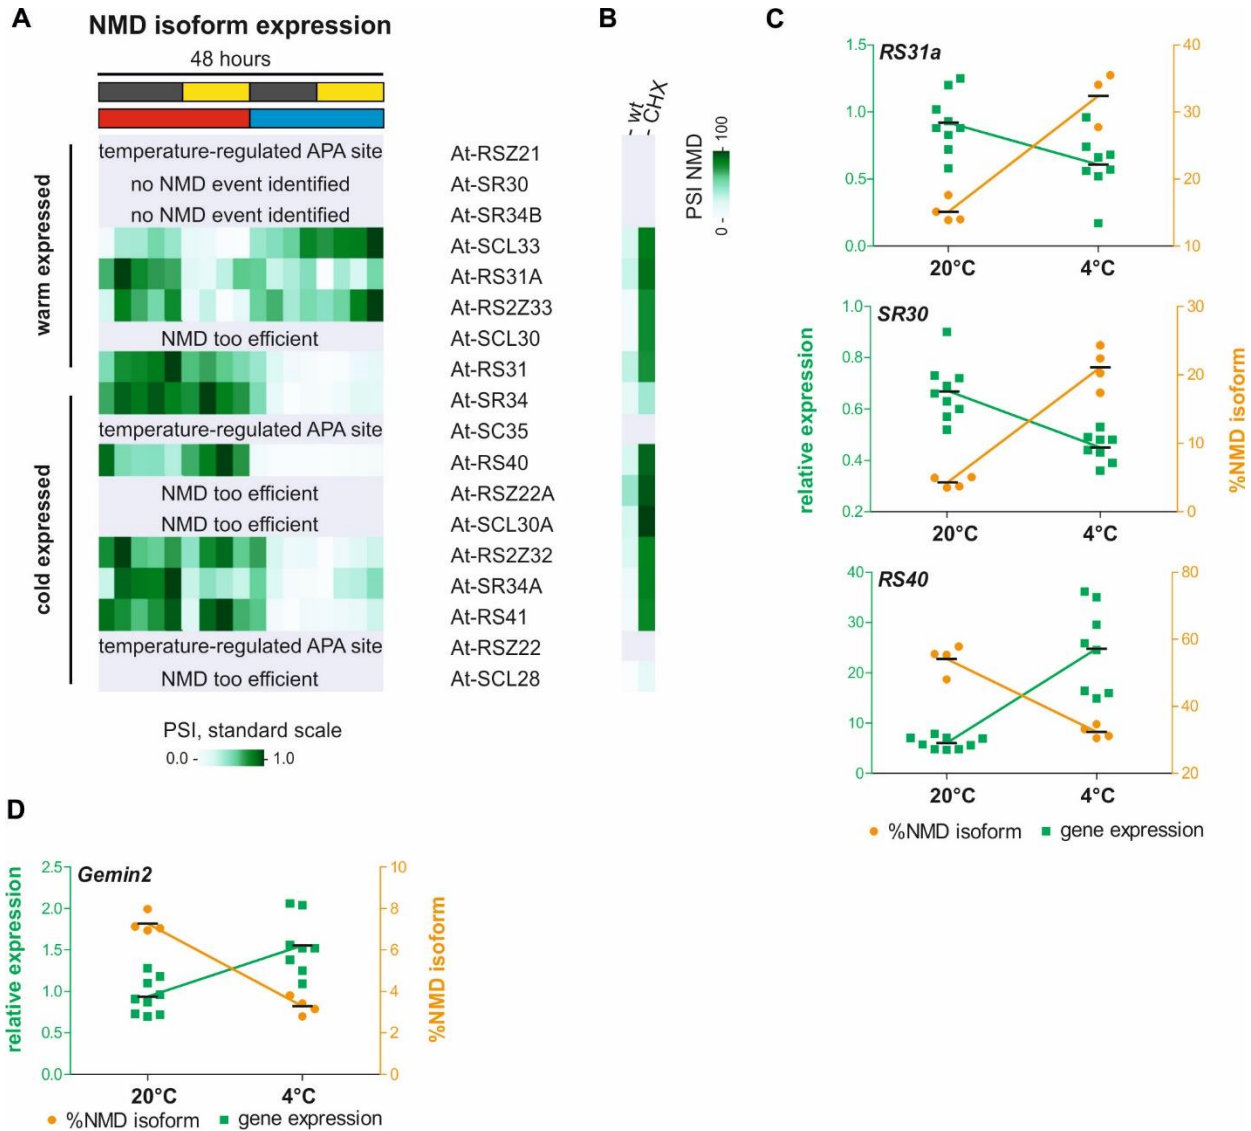 A
NMD isoform expression
48 hours
warm expressed
cold expressed
temperature-regulated APA site
no NMD event identified
no NMD event identified
NMD too efficient
temperature-regulated APA site
NMD too efficient
NMD too efficient
temperature-regulated APA site
NMD too efficient
At-RSZ21
At-SR30
At-SR34B
At-SCL33
At-RS31A
At-RS2Z33
At-SCL30
At-RS31
At-SR34
At-SC35
At-RS40
At-RSZ22A
At-SCL30A
At-RS2Z32
At-SR34A
At-RS41
At-RSZ22
At-SCL28
PSI, standard scale
0.0 - - 1.0
B
- wt
- CHX
PSI NMD
0 - - 100
C
RS31a
1.5
1.0
0.5
0.0
40
30
20
10
20°C 4°C
SR30
relative expression
1.0
0.8
0.6
0.4
0.2
30
20
10
0
%NMD isoform
20°C 4°C
RS40
40
30
20
10
0
80
60
40
20
20°C 4°C
%NMD isoform gene expression
D
Gemin2
relative expression
2.5
2.0
1.5
1.0
0.5
0.0
10
8
6
4
2
0
%NMD isoform
20°C 4°C
%NMD isoform gene expression